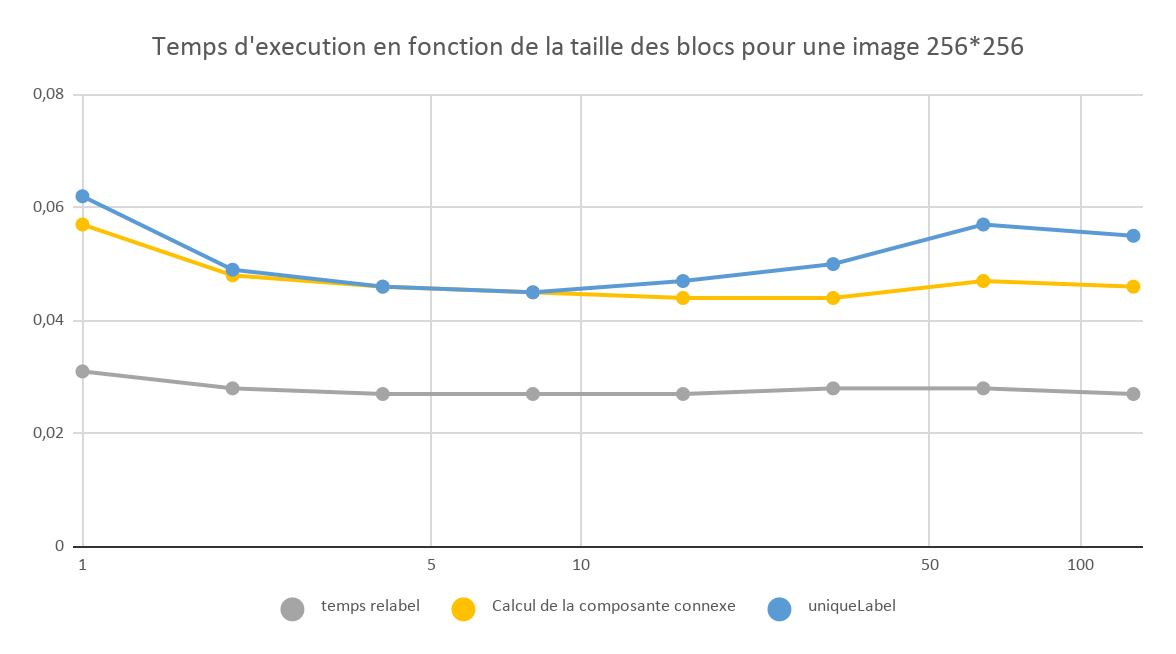 Temps d'execution en fonction de la taille des blocs pour une image 256*256
0,08
0,06
0,04
0,02
0
1 5 10 50 100
temps relabel Calcul de la composante connexe uniqueLabel